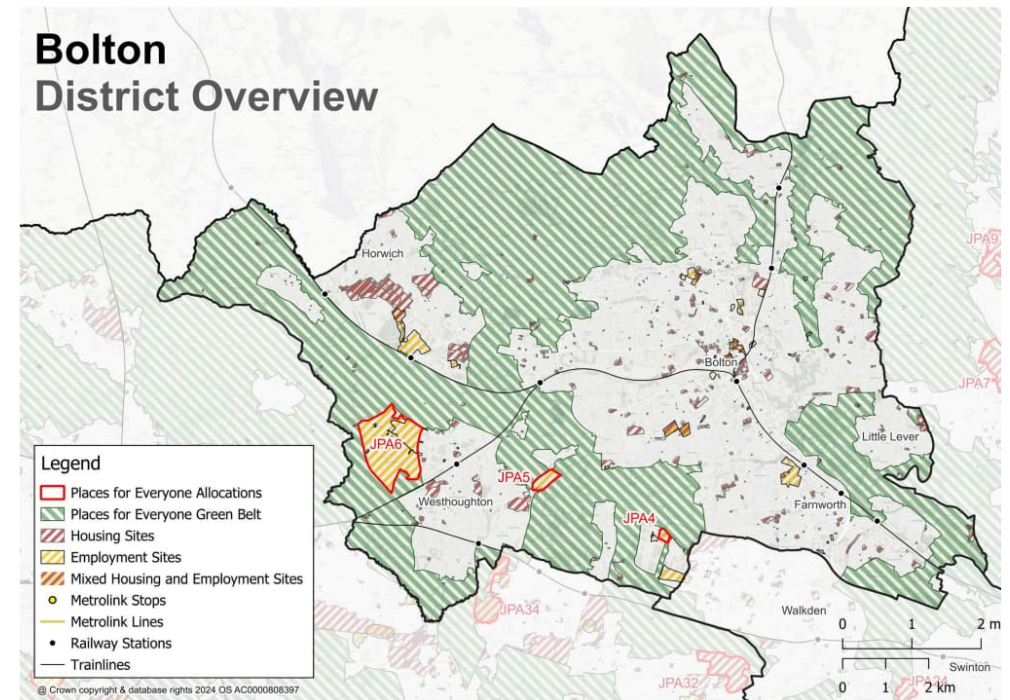 Bolton
District Overview
Horwich
JPA9
JPA7
Bolton
Little Lever
JPA6
JPA5
Westhoughton
Farnworth
JPA4
JPA34
Walkden
JPA32
JPA34
Swinton
Legend
Places for Everyone Allocations
Places for Everyone Green Belt
Housing Sites
Employment Sites
Mixed Housing and Employment Sites
Metrolink Stops
Metrolink Lines
Railway Stations
Trainlines
0 1 2 m
0 1 2 km
@ Crown copyright & database rights 2024 OS AC0000808397